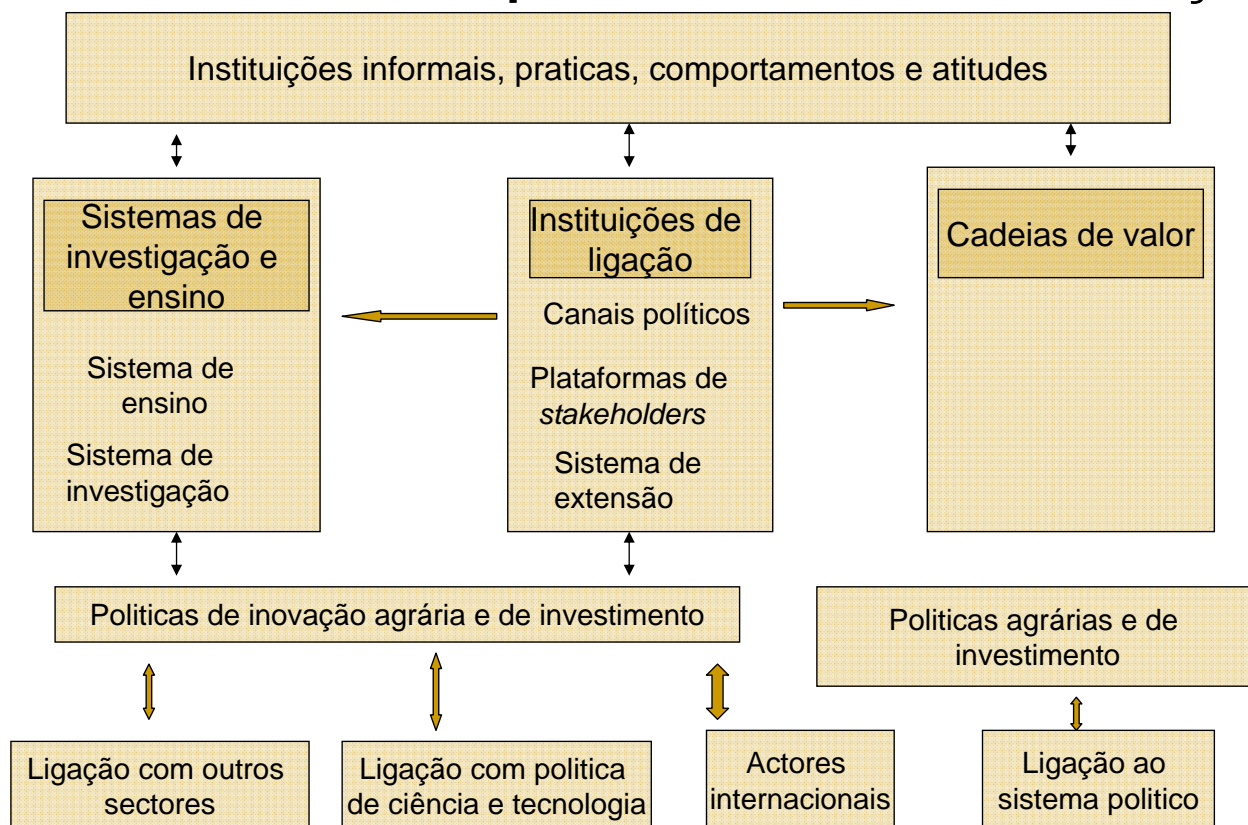 Instituições informais, praticas, comportamentos e atitudes
Sistemas de
investigação e
ensino
Sistema de
ensino
Sistema de
investigação
Instituições de
ligação
Canais políticos
Plataformas de
stakeholders
Sistema de
extensão
Cadeias de valor
Politicas de inovação agrária e de investimento
Politicas agrárias e de
investimento
Ligação com outros
sectores
Ligação com politica
de ciência e tecnologia
Actores
internacionais
Ligação ao
sistema politico